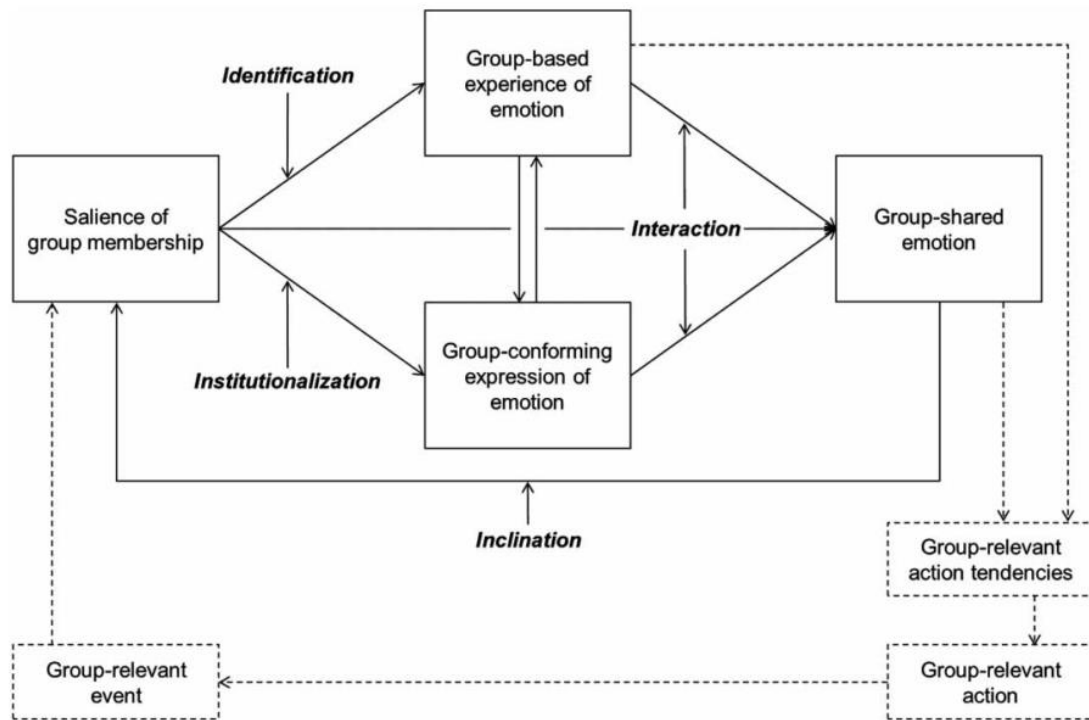 Group-based
experience of
emotion
Identification
Salience of
group membership
Interaction
Group-shared
emotion
Group-conforming
expression of
emotion
Institutionalization
Inclination
Group-relevant
action tendencies
Group-relevant
event
Group-relevant
action